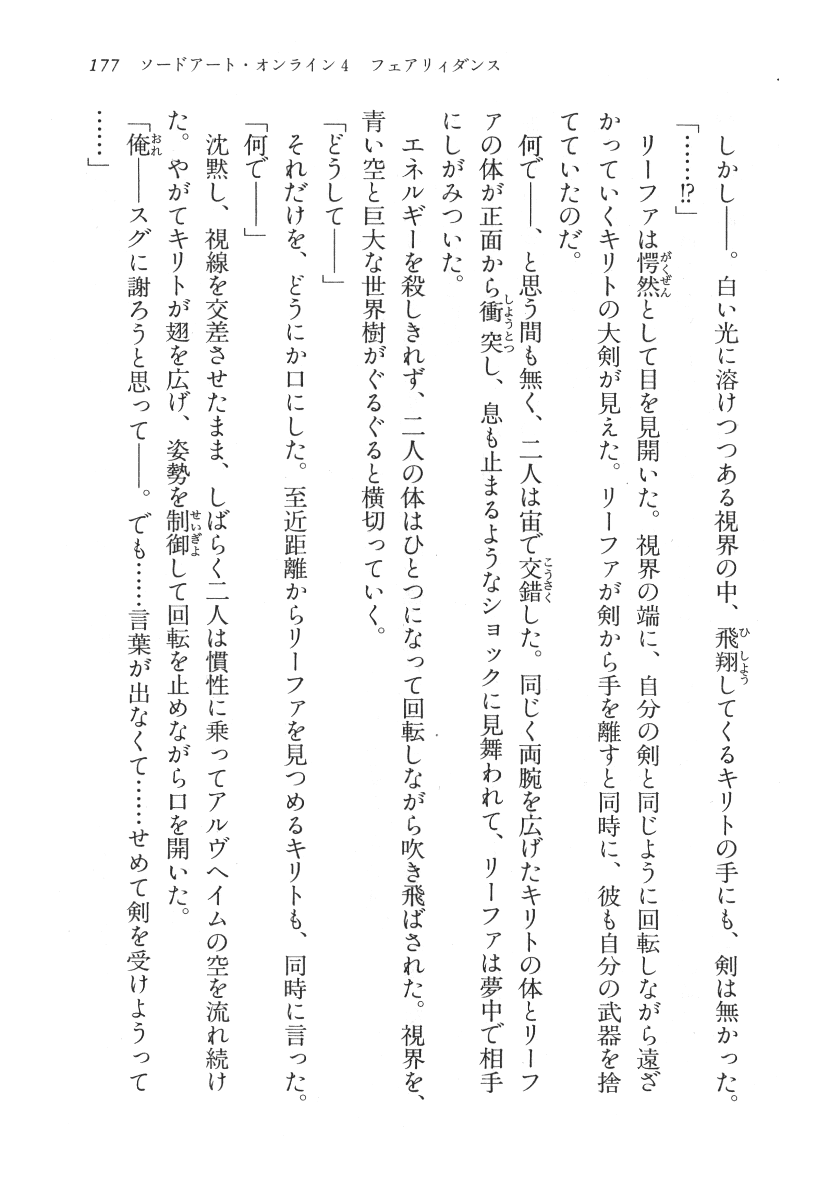 177　ソードアート・オンライン4　フェアリィダンス
　しかし——。白い光に溶けつつある視界の中、飛翔してくるキリトの手にも、剣は無かった。
「……!?」
　リーファは愕然として目を見開いた。視界の端に、自分の剣と同じように回転しながら遠ざ
かっていくキリトの大剣が見えた。リーファが剣から手を離すと同時に、彼も自分の武器を捨
てていたのだ。
　何で——、と思う間も無く、二人は宙で交錯した。同じく両腕を広げたキリトの体とリーフ
ァの体が正面から衝突し、息も止まるようなショックに見舞われて、リーファは夢中で相手
にしがみついた。
　エネルギーを殺しきれず、二人の体はひとつになって回転しながら吹き飛ばされた。視界を、
青い空と巨大な世界樹がぐるぐると横切っていく。
「どうして——」
　それだけを、どうにか口にした。至近距離からリーファを見つめるキリトも、同時に言った。
「何で——」
　沈黙し、視線を交差させたまま、しばらく二人は慣性に乗ってアルヴヘイムの空を流れ続け
た。やがてキリトが翅を広げ、姿勢を制御して回転を止めながら口を開いた。
「俺——スグに謝ろうと思って——。でも……言葉が出なくて……せめて剣を受けようって
……」